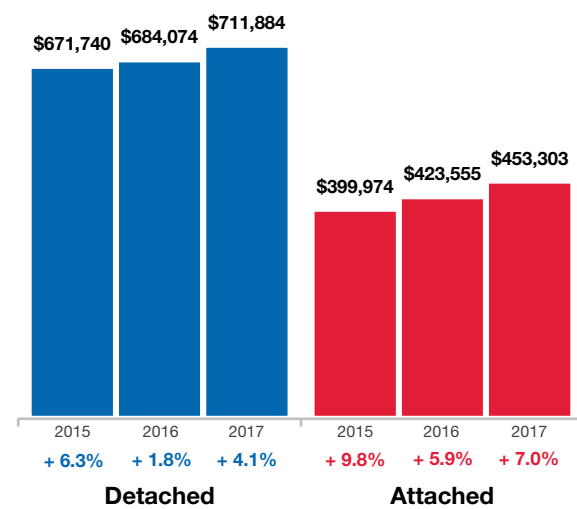 $671,740 $684,074 $711,884
$399,974 $423,555 $453,303
2015 2016 2017 2015 2016 2017
+ 6.3% + 1.8% + 4.1% + 9.8% + 5.9% + 7.0%
Detached Attached